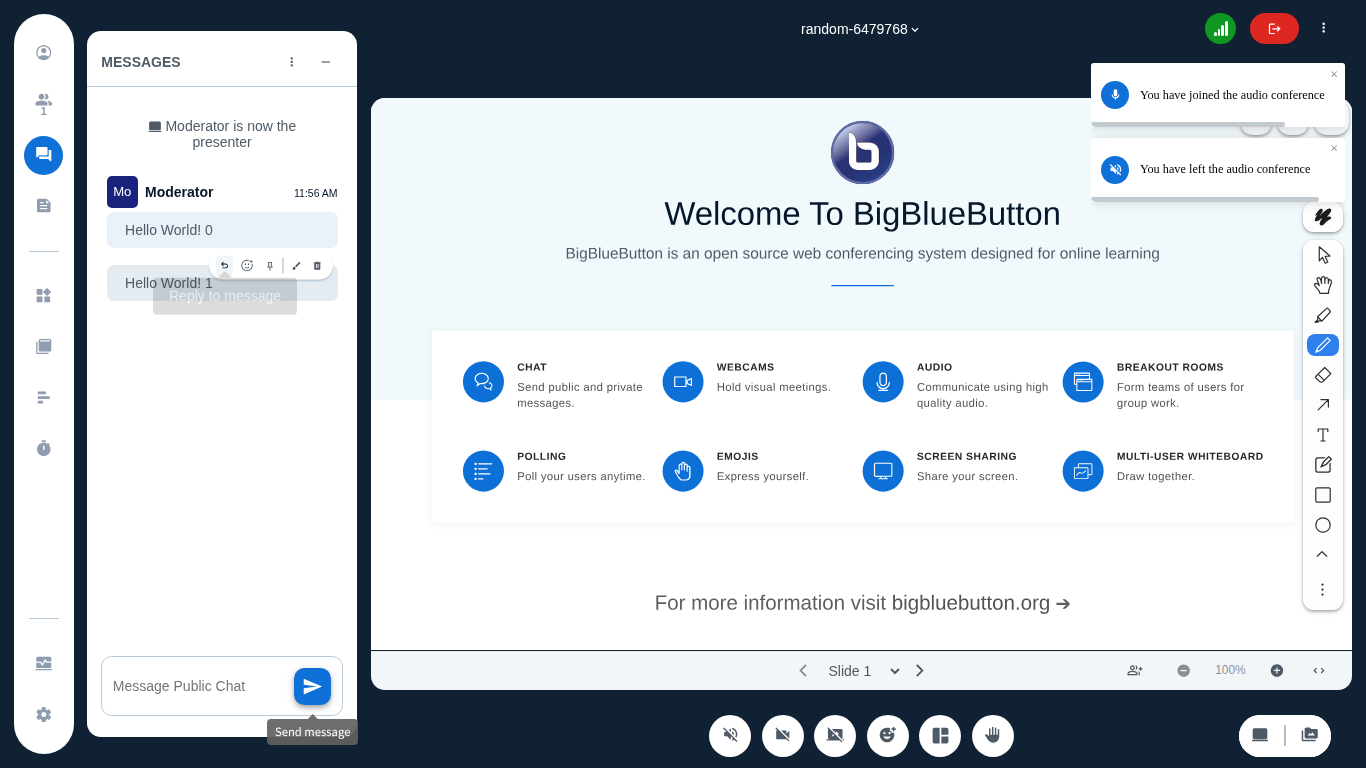 random-6479768
1
MESSAGES
Moderator is now the
presenter
Mo
Moderator
11:56 AM
Hello World! 0
Hello World! 1
Reply to message
Message Public Chat
Send message
You have joined the audio conference
You have left the audio conference
Welcome To BigBlueButton
BigBlueButton is an open source web conferencing system designed for online learning
CHAT
Send public and private
messages.
WEBCAMS
Hold visual meetings.
AUDIO
Communicate using high
quality audio.
BREAKOUT ROOMS
Form teams of users for
group work.
POLLING
Poll your users anytime.
EMOJIS
Express yourself.
SCREEN SHARING
Share your screen.
MULTI-USER WHITEBOARD
Draw together.
For more information visit bigbluebutton.org ➔
Slide 1
100%